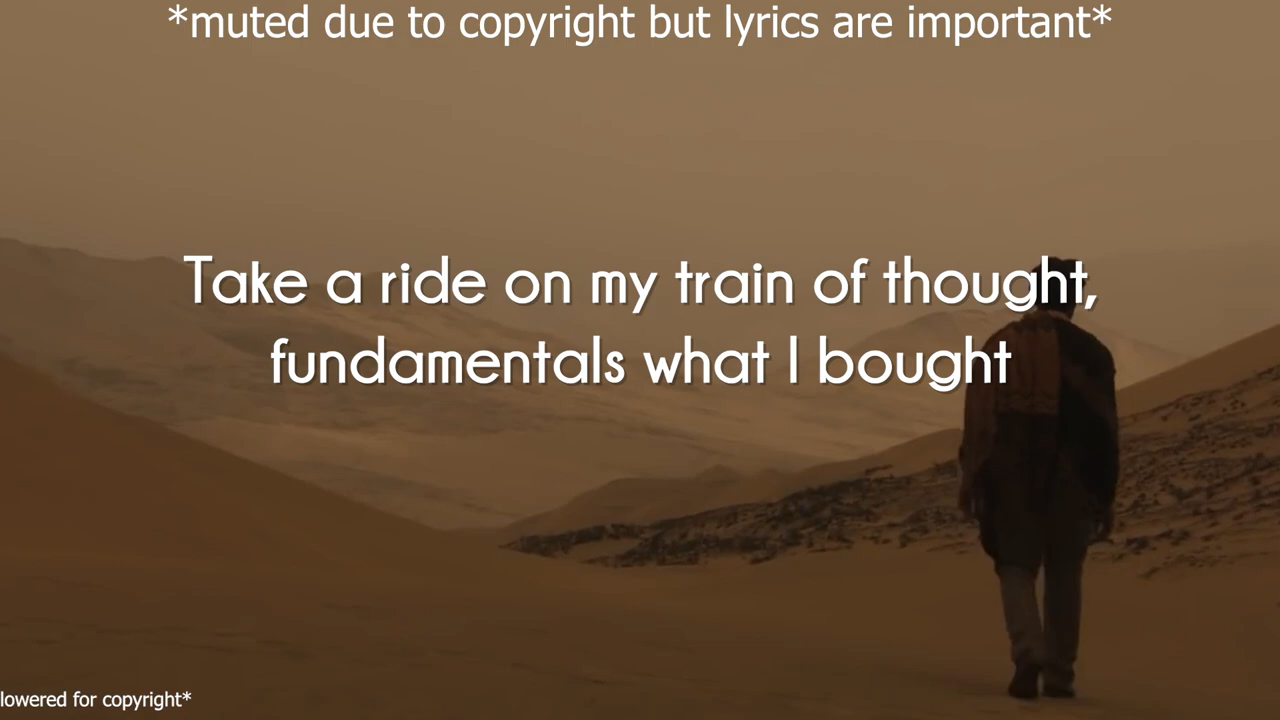 *muted due to copyright but lyrics are important*
Take a ride on my train of thought,
fundamentals what I bought
lowered for copyright*